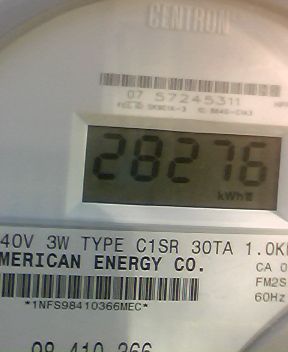 CENTRON
07 57245311
28276
kWh
40V 3W TYPE C1SR 30TA 1.0K
MERICAN ENERGY CO.
CA 0
FM2S
60Hz
*1NFS98410366MEC*
98 410 366